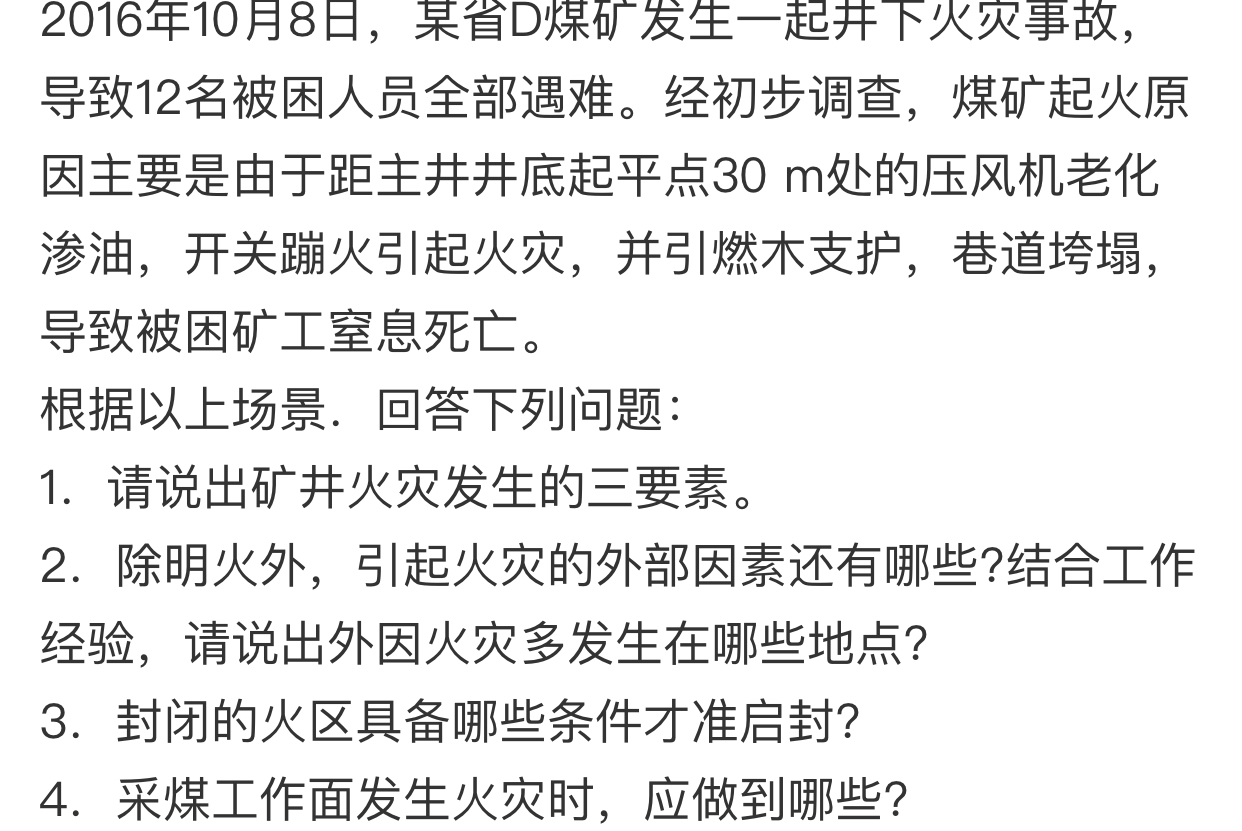 2016年10月8日，某省D煤矿发生一起井下火灾事故，
导致12名被困人员全部遇难。经初步调查，煤矿起火原
因主要是由于距主井井底起平点30 m处的压风机老化
渗油，开关蹦火引起火灾，并引燃木支护，巷道垮塌，
导致被困矿工窒息死亡。
根据以上场景．回答下列问题：
1．请说出矿井火灾发生的三要素。
2．除明火外，引起火灾的外部因素还有哪些?结合工作
经验，请说出外因火灾多发生在哪些地点?
3．封闭的火区具备哪些条件才准启封?
4．采煤工作面发生火灾时，应做到哪些?